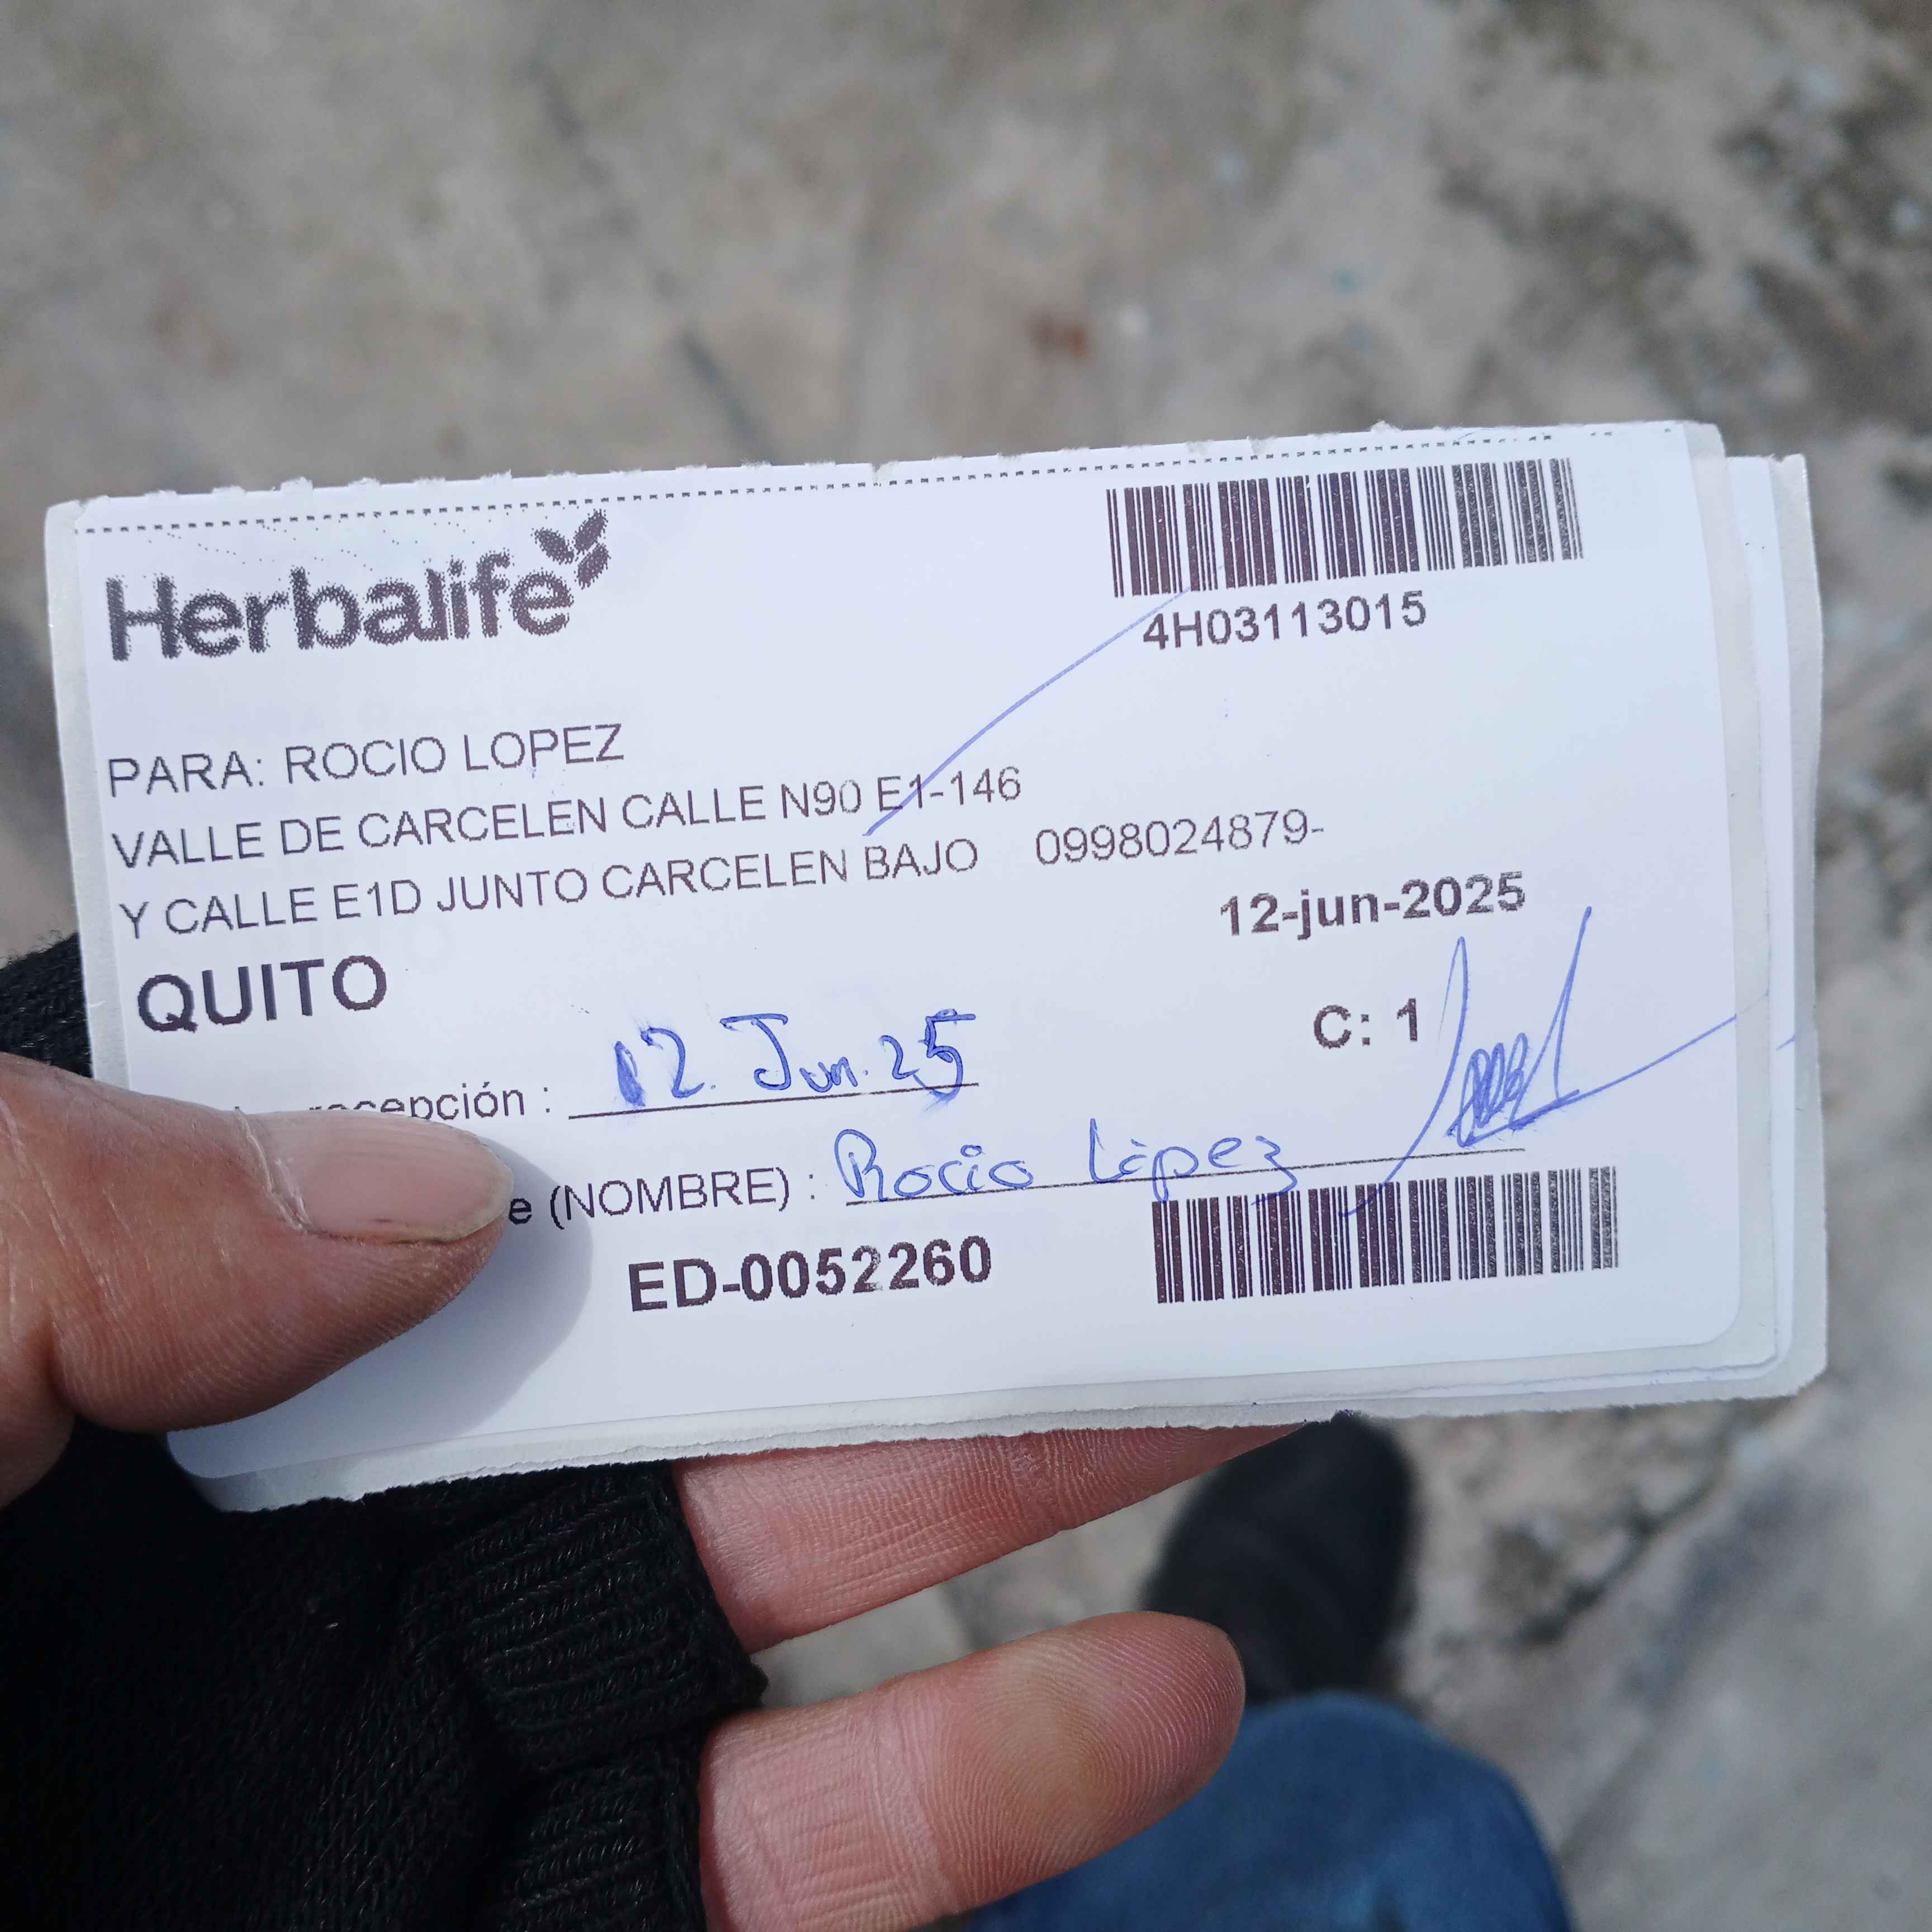 Herbalife
4H03113015
PARA: ROCIO LOPEZ
VALLE DE CARCELEN CALLE N90 E1-146
Y CALLE E1D JUNTO CARCELEN BAJO 0998024879-
12-jun-2025
QUITO
C: 1
recepción : 12. Jun. 25
e (NOMBRE) : Rocio López
ED-0052260